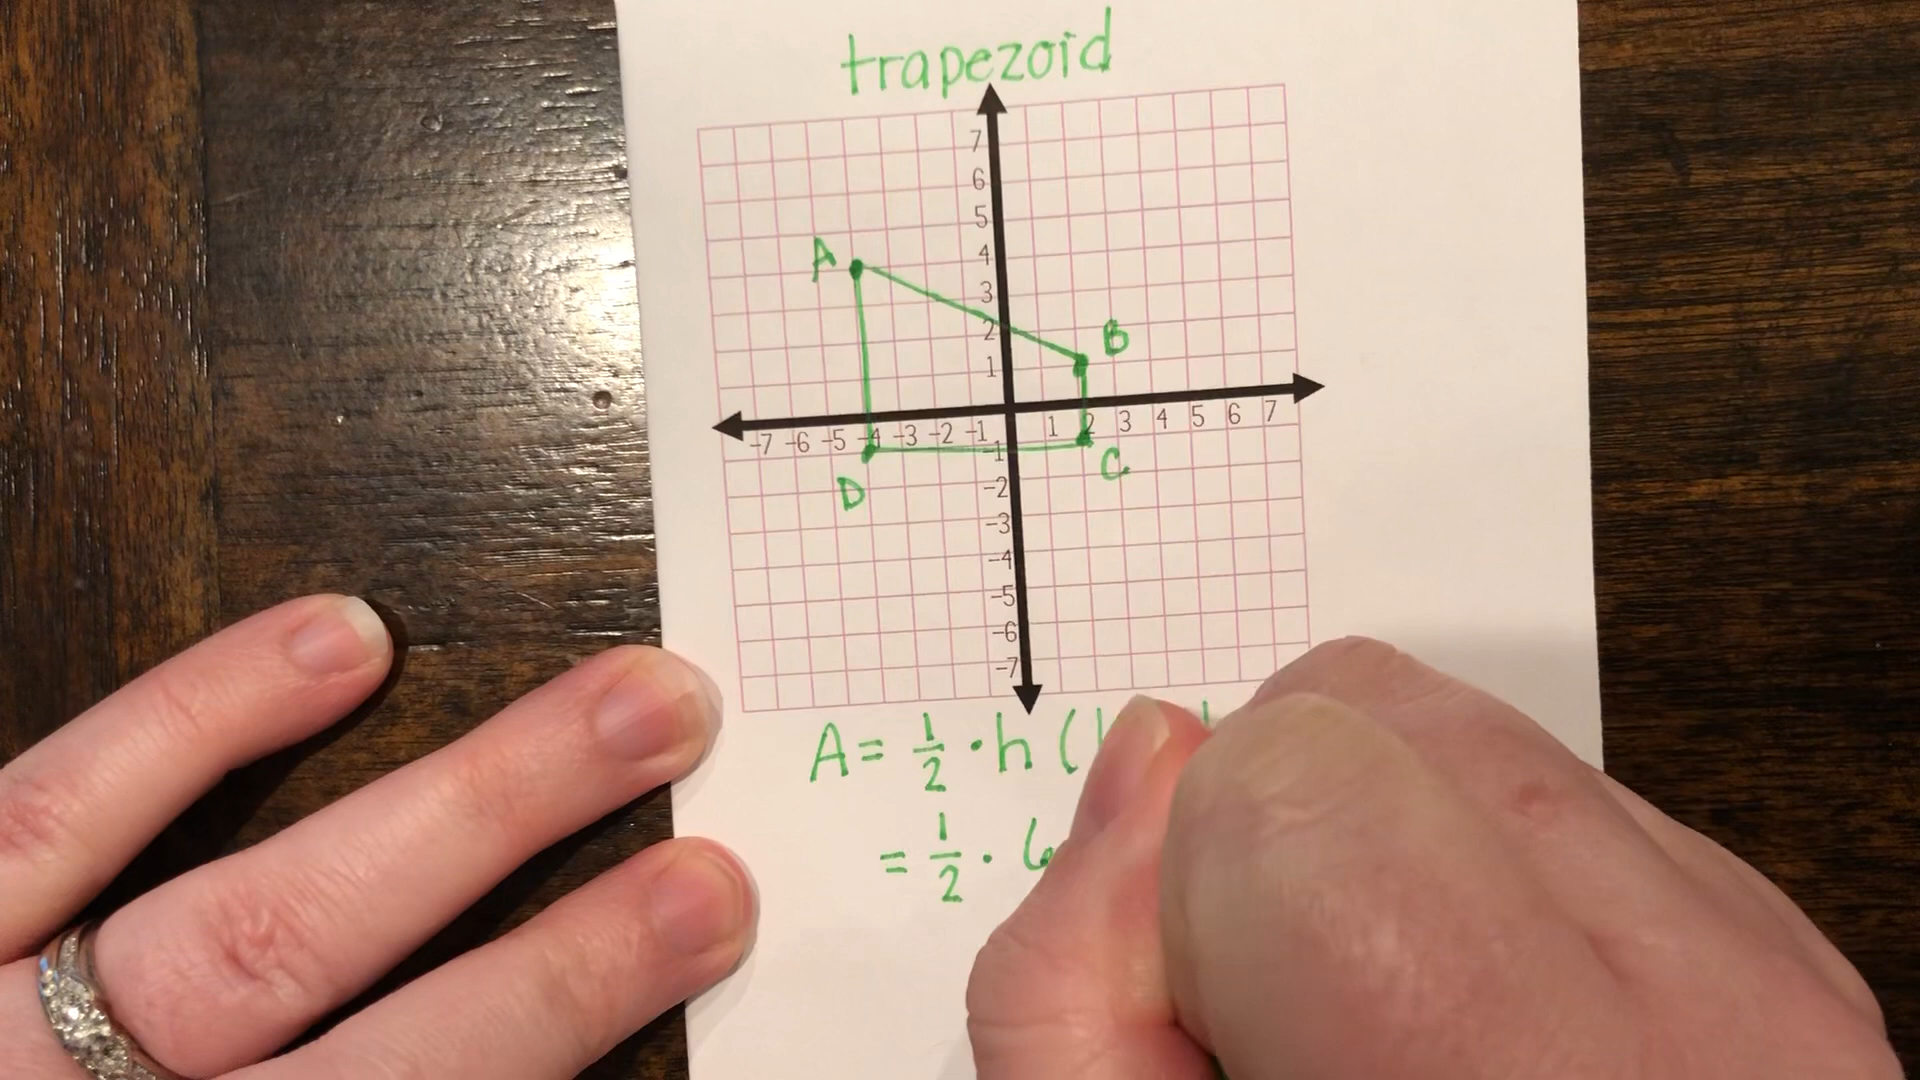 trapezoid
7
6
5
A 4
3
2 B
1
-7 -6 -5 -4 -3 -2 -1 1 2 3 4 5 6 7
-1 C
D -2
-3
-4
-5
-6
-7
A = 1/2 · h (
= 1/2 · 6